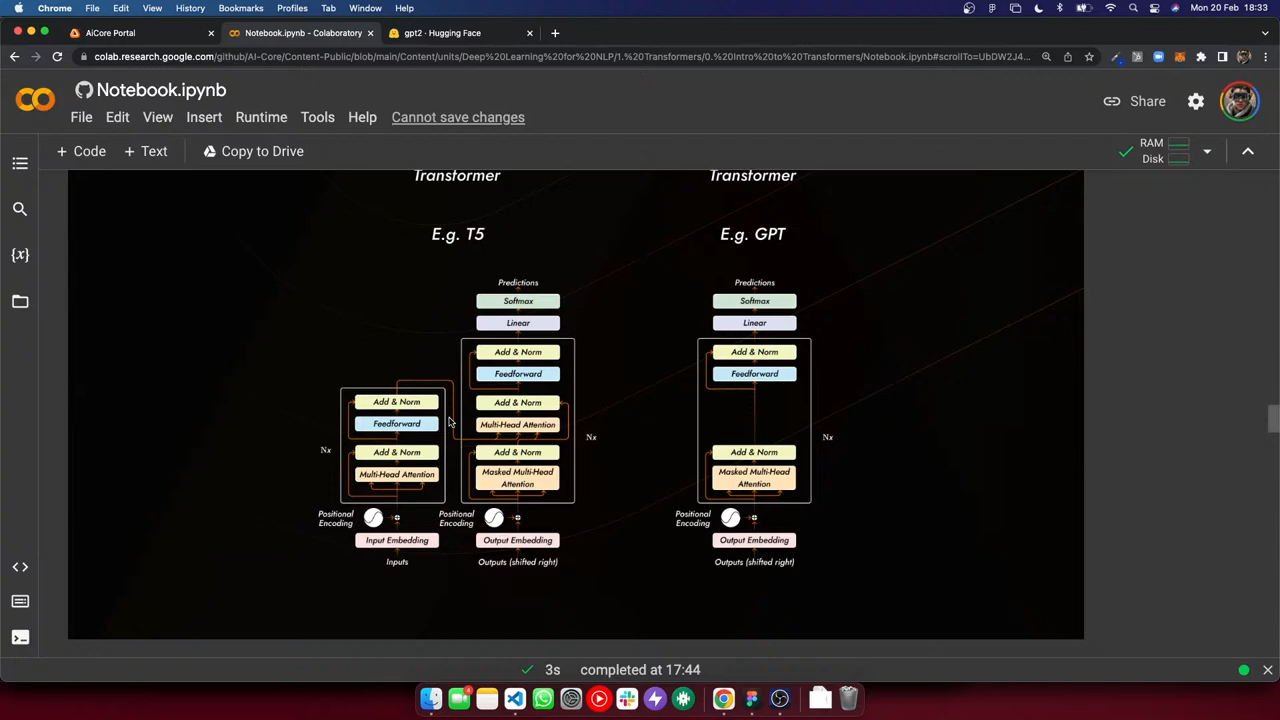 Chrome File Edit View History Bookmarks Profiles Tab Window Help Mon 20 Feb 18:33
AiCore Portal × Notebook.ipynb - Colaboratory × gpt2 · Hugging Face × +
colab.research.google.com/github/AI-Core/Content-Public/blob/main/Content/units/Deep%20Learning%20for%20NLP/1.%20Transformers/0.%20Intro%20to%20Transformers/Notebook.ipynb#scrollTo=UbDW2J4...
Notebook.ipynb
Share
File Edit View Insert Runtime Tools Help Cannot save changes
+ Code + Text Copy to Drive
RAM
Disk
{x}
Transformer
E.g. T5
Predictions
Softmax
Linear
Add & Norm
Feedforward
Add & Norm
Multi-Head Attention
Add & Norm
Masked Multi-Head
Attention
Nx
Positional
Encoding
Output Embedding
Outputs (shifted right)
Add & Norm
Feedforward
Add & Norm
Multi-Head Attention
Nx
Positional
Encoding
Input Embedding
Inputs
Transformer
E.g. GPT
Predictions
Softmax
Linear
Add & Norm
Feedforward
Add & Norm
Masked Multi-Head
Attention
Nx
Positional
Encoding
Output Embedding
Outputs (shifted right)
3s completed at 17:44
4